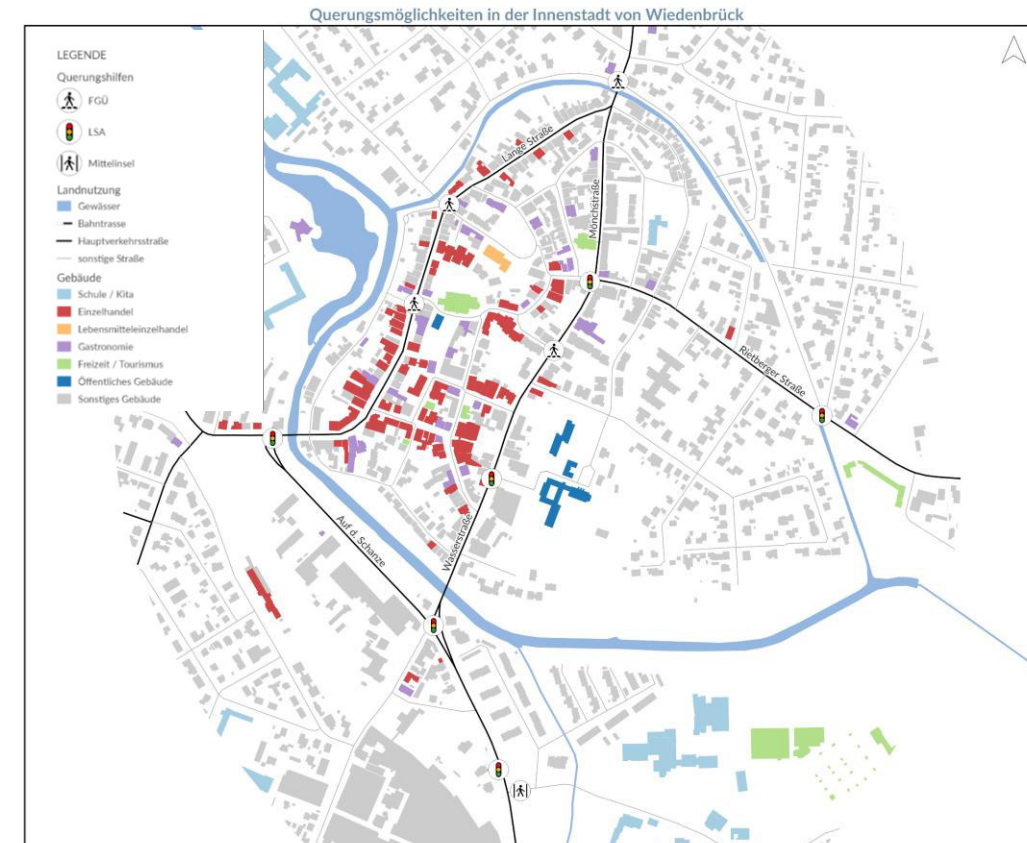 Querungsmöglichkeiten in der Innenstadt von Wiedenbrück
LEGENDE
Querungshilfen
FGÜ
LSA
Mittelinsel
Landnutzung
Gewässer
Bahntrasse
Hauptverkehrsstraße
sonstige Straße
Gebäude
Schule / Kita
Einzelhandel
Lebensmitteleinzelhandel
Gastronomie
Freizeit / Tourismus
Öffentliches Gebäude
Sonstiges Gebäude
Lange Straße
Mönchstraße
Rietberger Straße
Wasserstraße
Auf d. Schanze